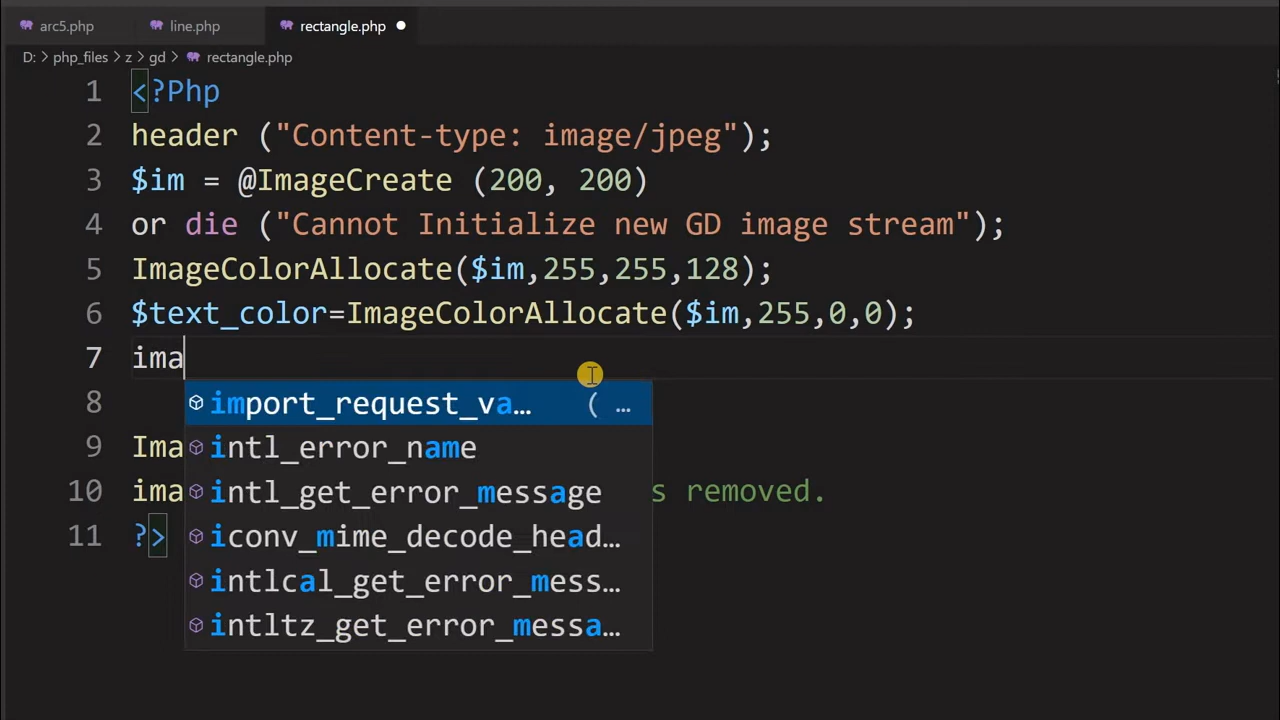 arc5.php line.php rectangle.php
D: > php_files > z > gd > rectangle.php
1 <?Php
2 header ("Content-type: image/jpeg");
3 $im = @ImageCreate (200, 200)
4 or die ("Cannot Initialize new GD image stream");
5 ImageColorAllocate($im,255,255,128);
6 $text_color=ImageColorAllocate($im,255,0,0);
7 ima
8 import_request_va… ( …
9 Ima intl_error_name
10 ima intl_get_error_message s removed.
11 ?> iconv_mime_decode_head…
intlcal_get_error_mess…
intltz_get_error_messa…